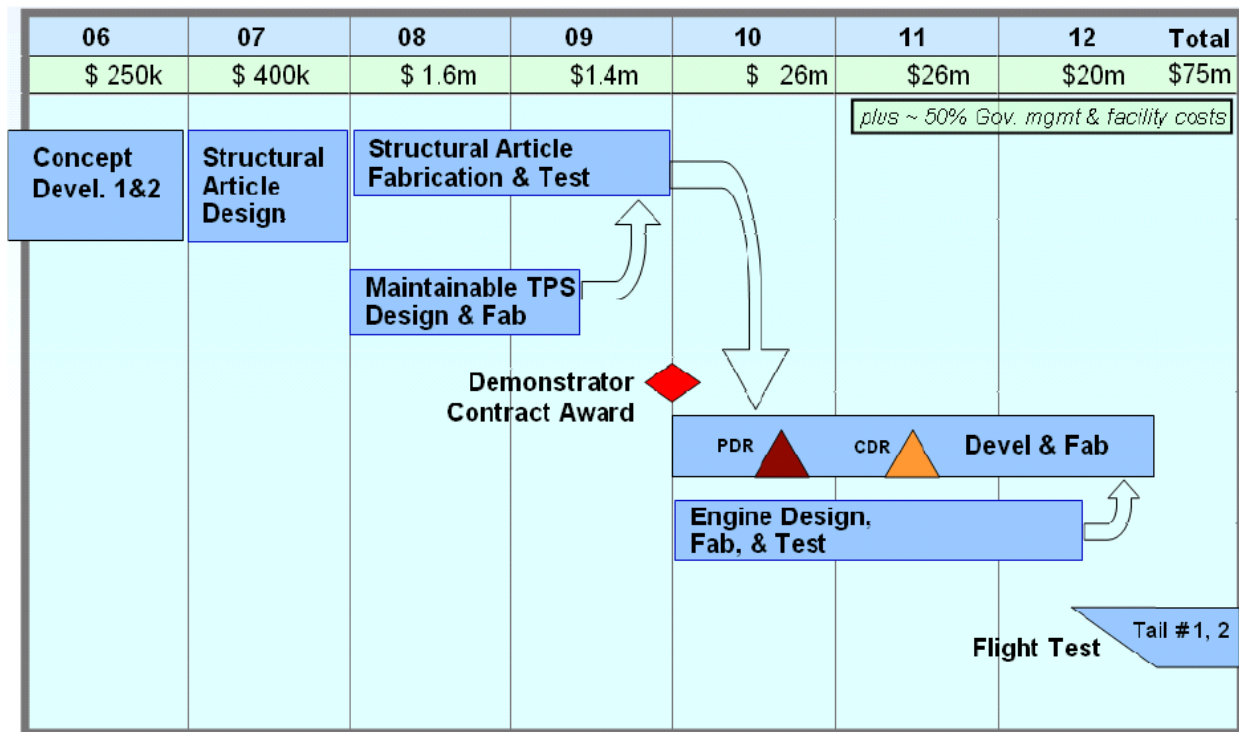 06 07 08 09 10 11 12 Total
$ 250k $ 400k $ 1.6m $1.4m $ 26m $26m $20m $75m
plus ~ 50% Gov. mgmt & facility costs
Concept
Devel. 1&2
Structural
Article
Design
Structural Article
Fabrication & Test
Maintainable TPS
Design & Fab
Demonstrator
Contract Award
PDR CDR Devel & Fab
Engine Design,
Fab, & Test
Flight Test
Tail #1, 2